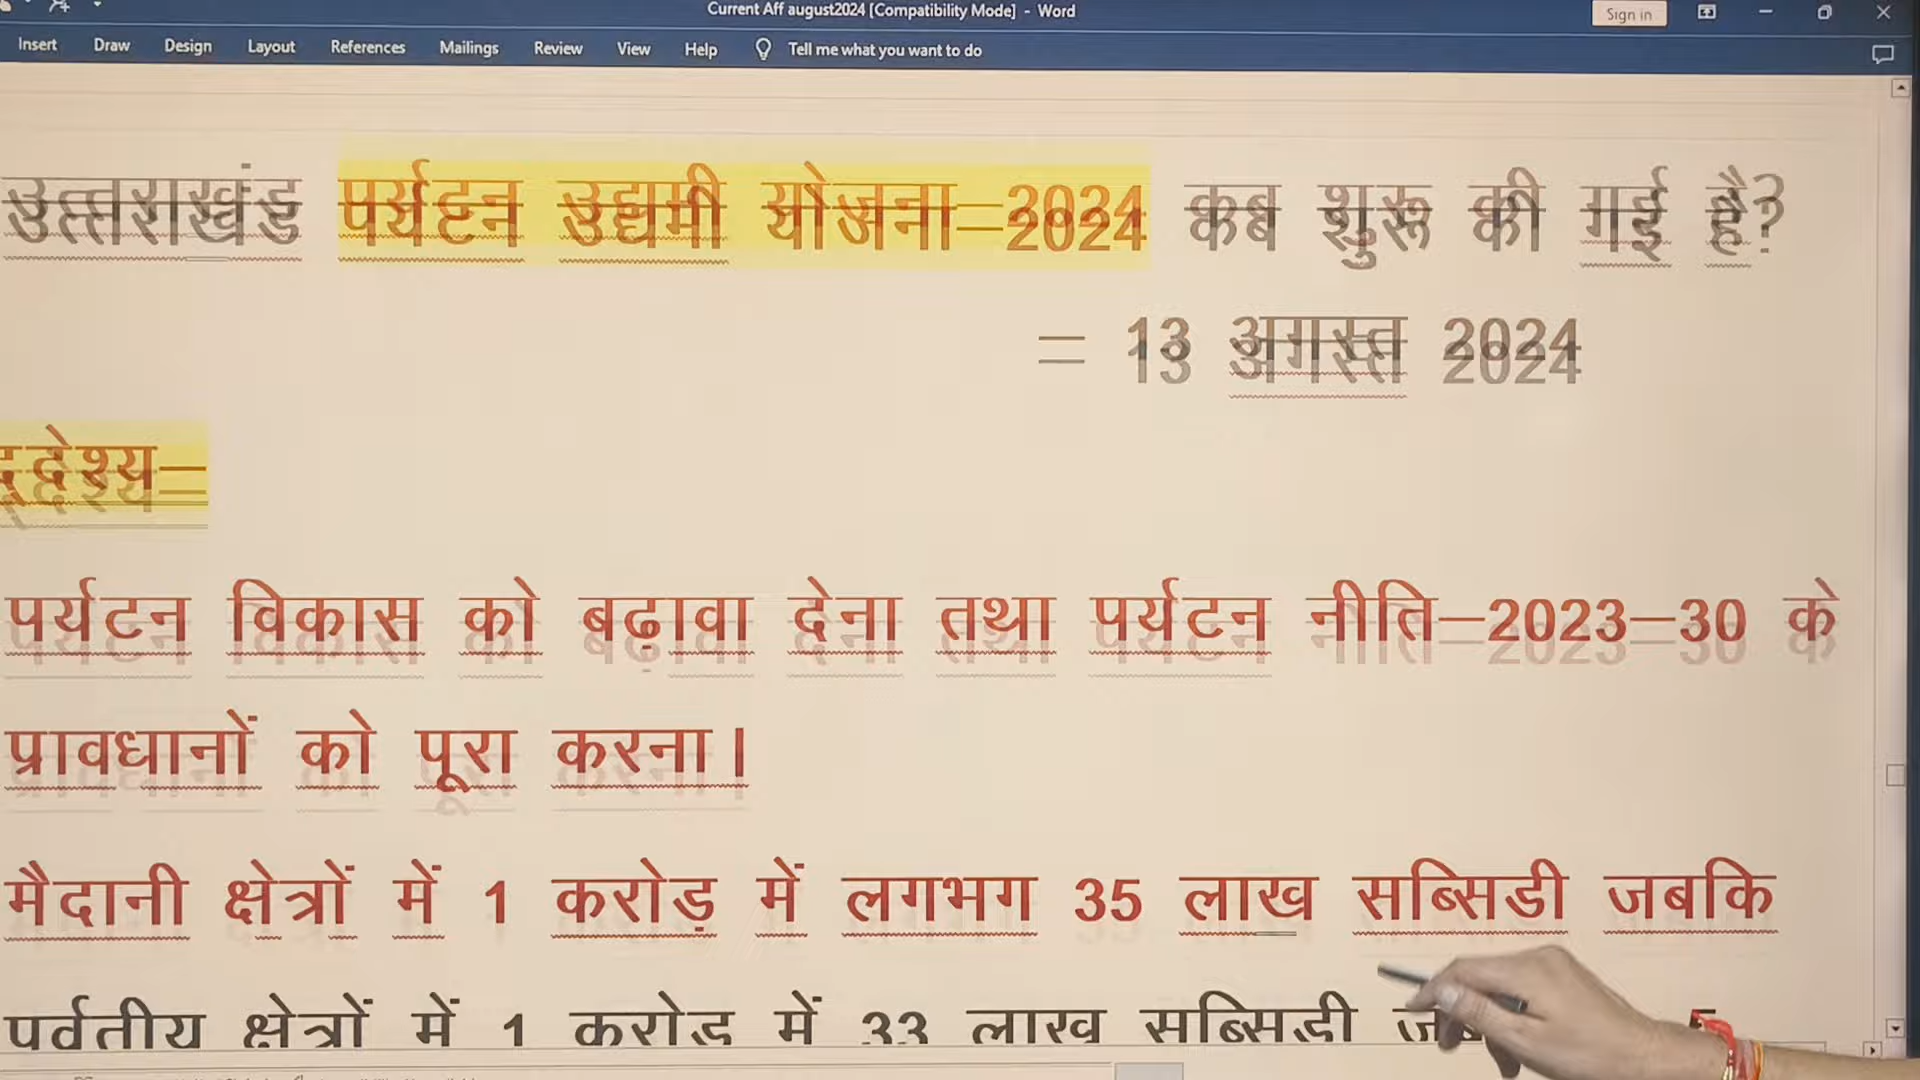 Current Aff august2024 [Compatibility Mode] - Word
Sign in
Insert Draw Design Layout References Mailings Review View Help Tell me what you want to do
उत्तराखंड पर्यटन उद्यमी योजना–2024 कब शुरू की गई है?
= 13 अगस्त 2024
द्देश्य–
पर्यटन विकास को बढ़ावा देना तथा पर्यटन नीति–2023–30 के
प्रावधानों को पूरा करना।
मैदानी क्षेत्रों में 1 करोड़ में लगभग 35 लाख सब्सिडी जबकि
पर्वतीय क्षेत्रों में 1 करोड़ में 33 लाख सब्सिडी